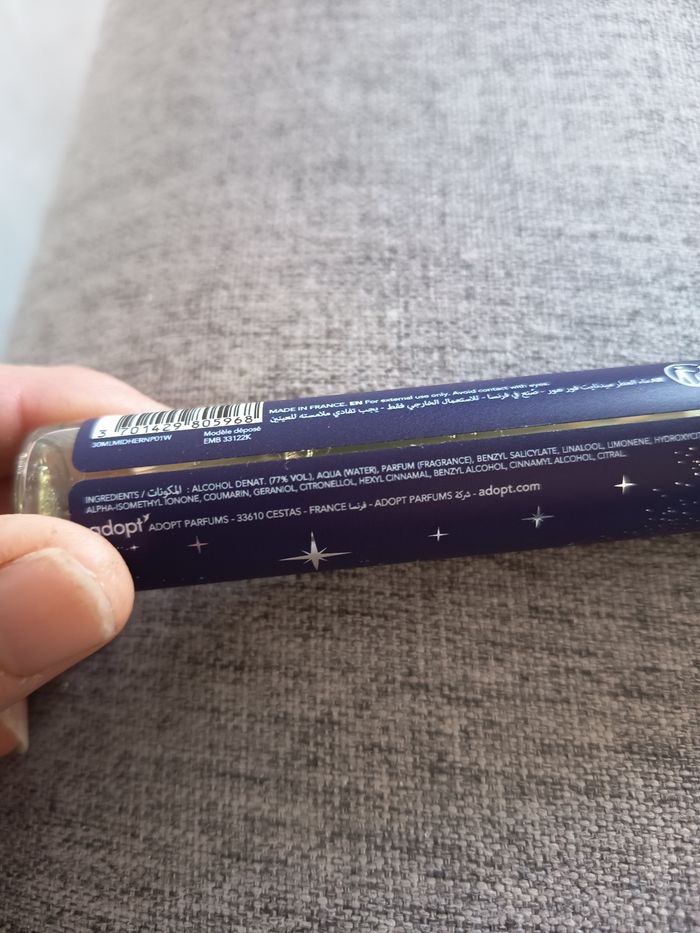 3 701429 805968
30MLMIDHERNP01W
Modèle déposé
EMB 33122K
MADE IN FRANCE. EN For external use only. Avoid contact with eyes.
صنع في فرنسا - للاستعمال الخارجي فقط - يجب تفادي ملامسته للعينين
INGREDIENTS / المكونات : ALCOHOL DENAT. (77% VOL.), AQUA (WATER), PARFUM (FRAGRANCE), BENZYL SALICYLATE, LINALOOL, LIMONENE,
ALPHA-ISOMETHYL IONONE, COUMARIN, GERANIOL, CITRONELLOL, HEXYL CINNAMAL, BENZYL ALCOHOL, CINNAMYL ALCOHOL, CITRAL.
adopt' ADOPT PARFUMS - 33610 CESTAS - FRANCE فرنسا - ADOPT PARFUMS شركة - adopt.com